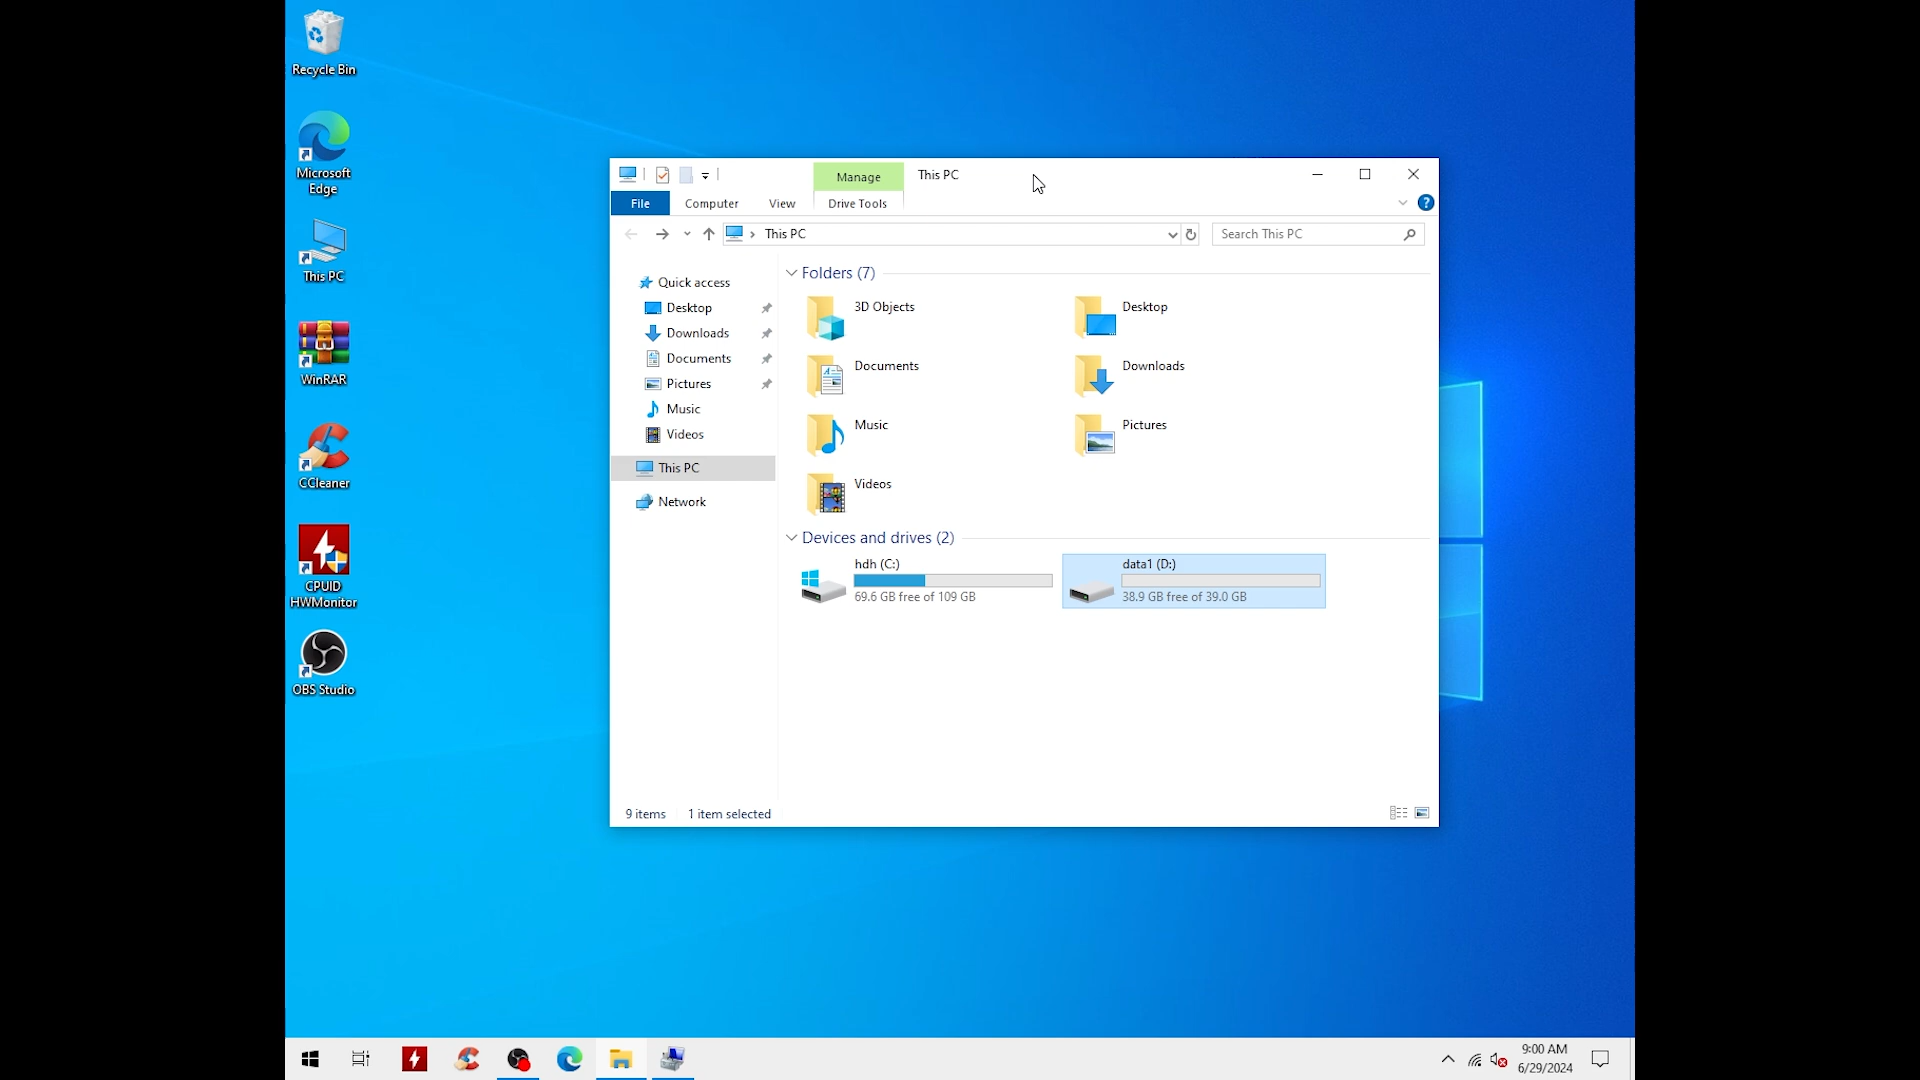 Recycle Bin
Microsoft
Edge
This PC
WinRAR
CCleaner
CPUID
HWMonitor
OBS Studio
Manage
This PC
File
Computer
View
Drive Tools
This PC
Search This PC
Quick access
Desktop
Downloads
Documents
Pictures
Music
Videos
This PC
Network
Folders (7)
3D Objects
Desktop
Documents
Downloads
Music
Pictures
Videos
Devices and drives (2)
hdh (C:)
69.6 GB free of 109 GB
data1 (D:)
38.9 GB free of 39.0 GB
9 items
1 item selected
9:00 AM
6/29/2024